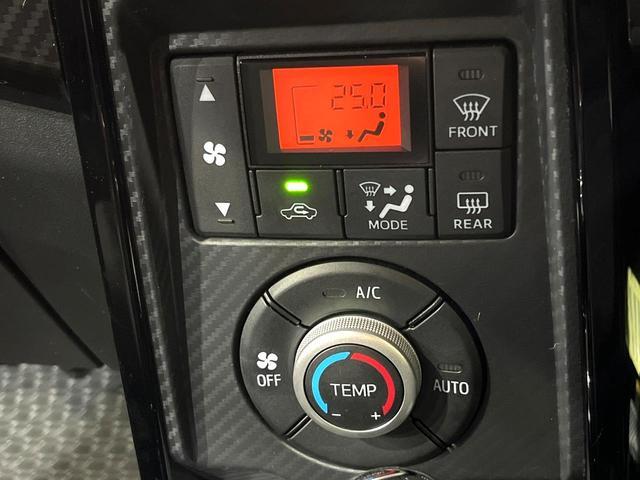 25.0
FRONT
MODE
REAR
A/C
OFF
TEMP
AUTO
- +